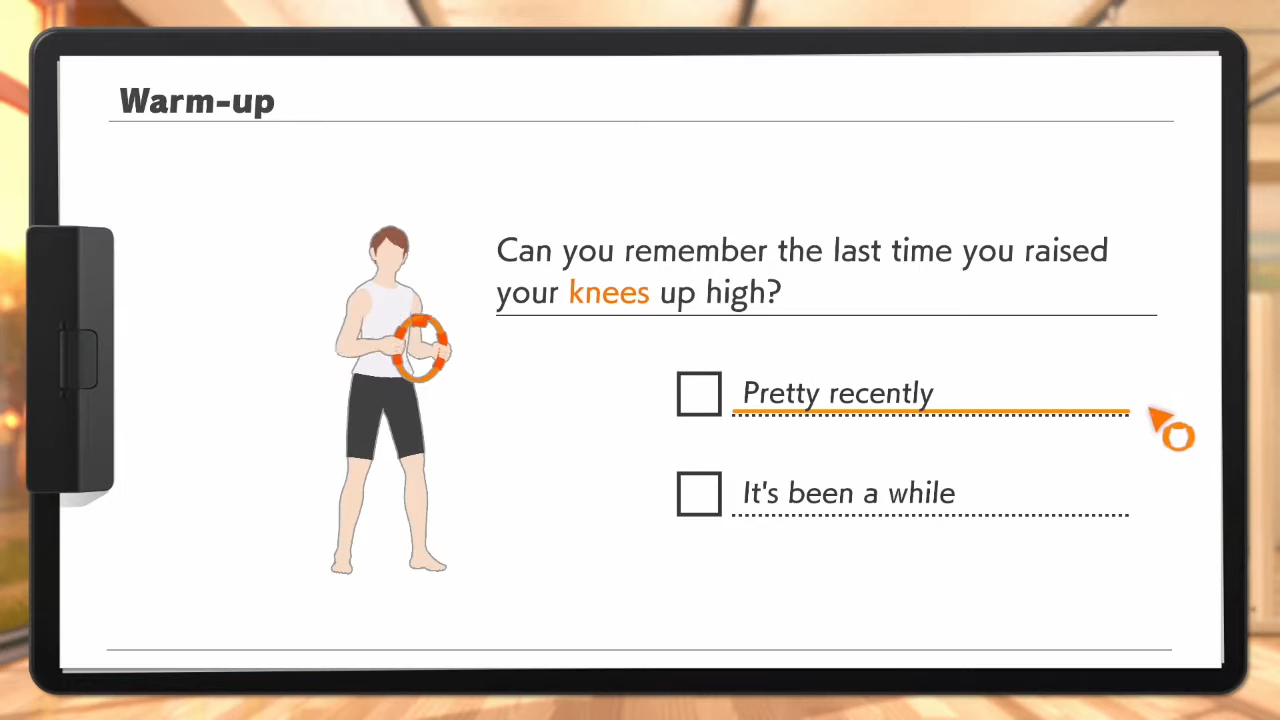 Warm-up
Can you remember the last time you raised
your knees up high?
Pretty recently
It's been a while